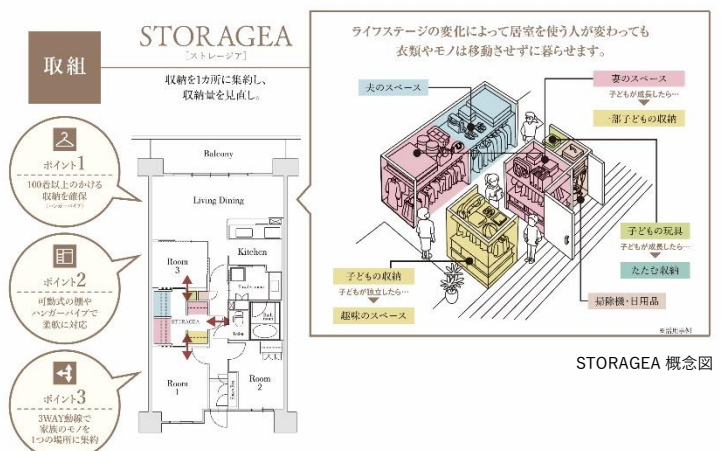 取組
STORAGEA
[ストレージア]
収納を1カ所に集約し、
収納量を見直し。
ポイント1
100着以上のかける
収納を確保
(ハンガーパイプ)
ポイント2
可動式の棚や
ハンガーパイプで
柔軟に対応
ポイント3
3WAY動線で
家族のモノを
1つの場所に集約
Balcony
Living Dining
Kitchen
Room
3
STORAGEA
Room
1
Room
2
ライフステージの変化によって居室を使う人が変わっても
衣類やモノは移動させずに暮らせます。
夫のスペース
妻のスペース
子どもが成長したら…
一部子どもの収納
子どもの玩具
子どもが成長したら…
たたむ収納
掃除機・日用品
子どもの収納
子どもが独立したら…
趣味のスペース
※活用事例
STORAGEA 概念図